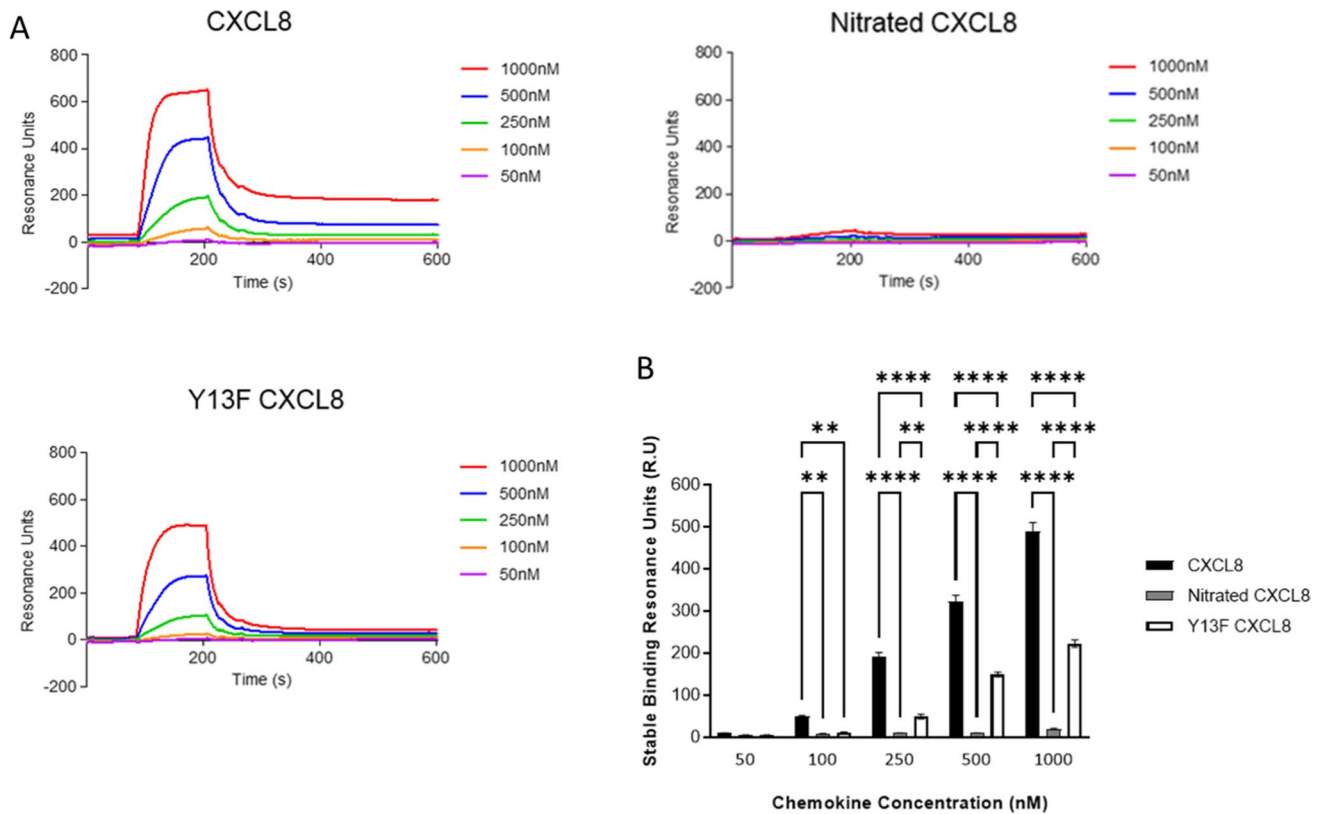 A
CXCL8
800
600
400
200
0
-200
200
400
600
Resonance Units
Time (s)
1000nM
500nM
250nM
100nM
50nM
Nitrated CXCL8
800
600
400
200
0
-200
200
400
600
Resonance Units
Time (s)
1000nM
500nM
250nM
100nM
50nM
Y13F CXCL8
800
600
400
200
0
-200
200
400
600
Resonance Units
Time (s)
1000nM
500nM
250nM
100nM
50nM
B
**** **** ****
** ** **** ****
** **** **** ****
Stable Binding Resonance Units (R.U)
600
500
400
300
200
100
0
50 100 250 500 1000
Chemokine Concentration (nM)
CXCL8
Nitrated CXCL8
Y13F CXCL8